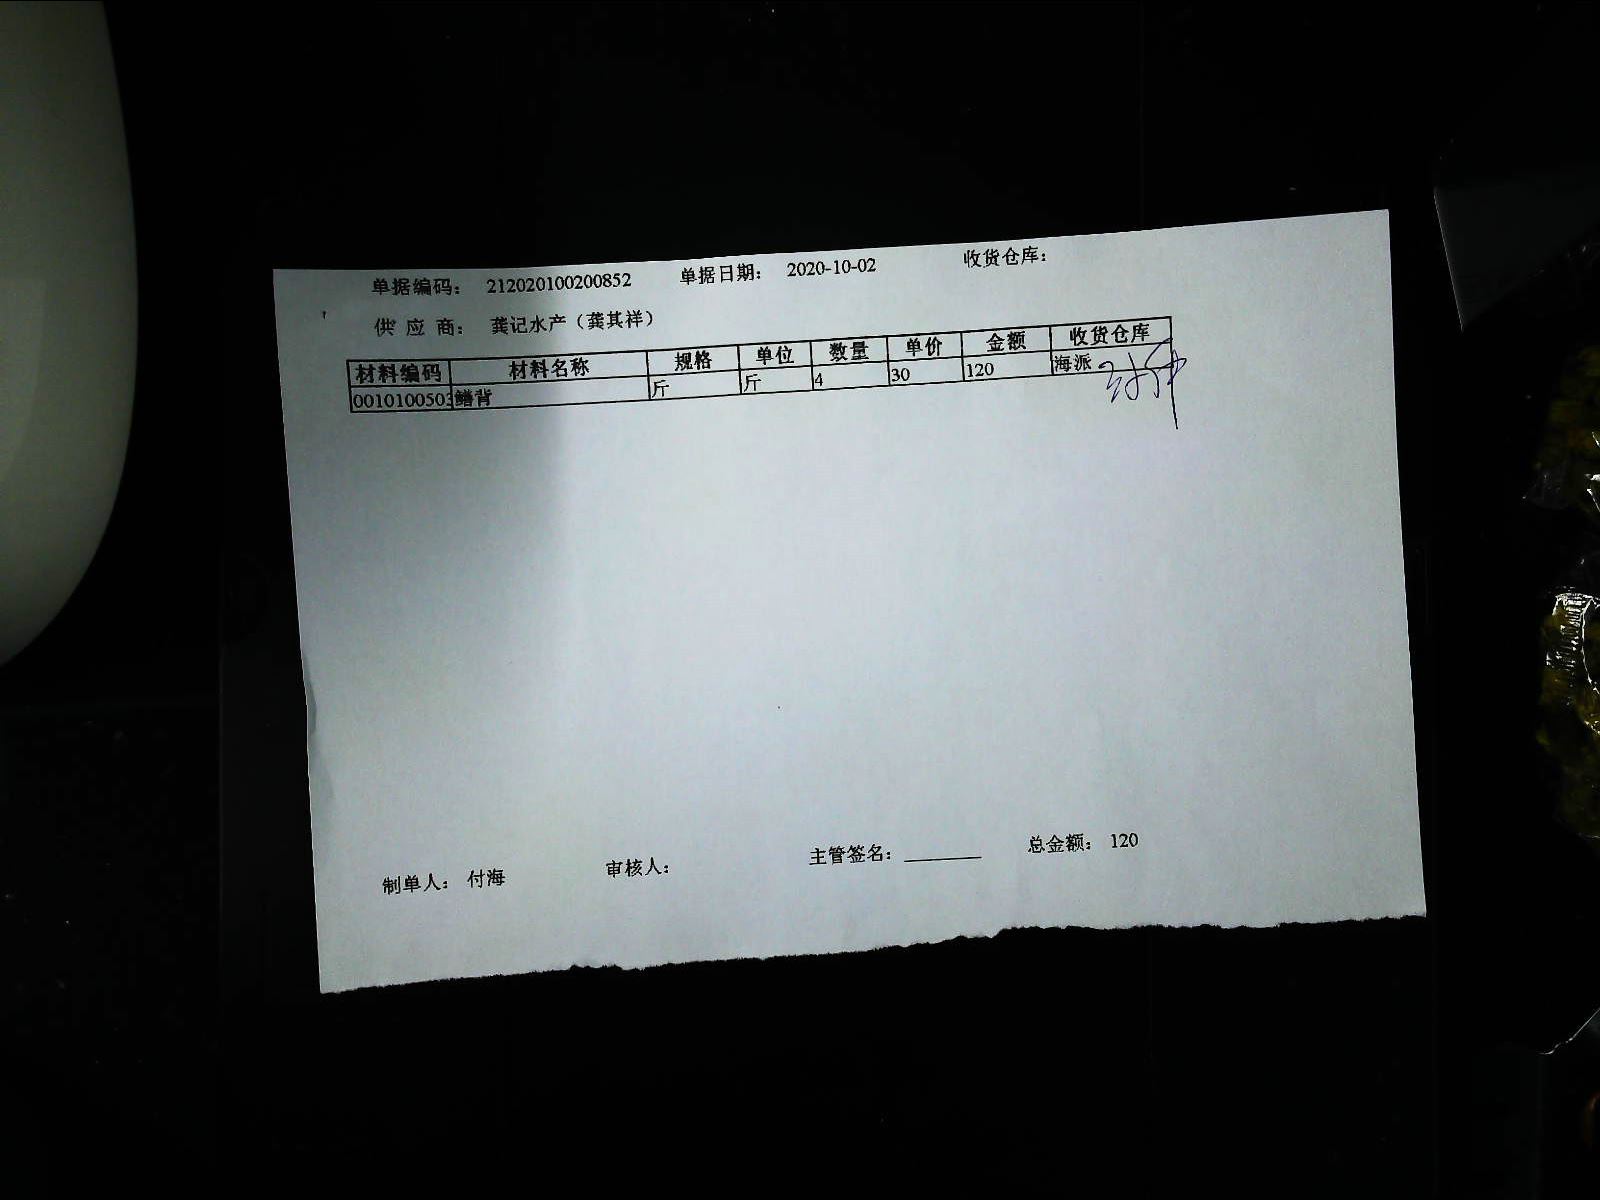 单据编码： 212020100200852 单据日期： 2020-10-02 收货仓库：
供 应 商： 龚记水产（龚其祥）
材料编码 材料名称 规格 单位 数量 单价 金额 收货仓库
0010100503 鳝背 斤 斤 4 30 120 海派
制单人： 付海 审核人： 主管签名： 总金额： 120